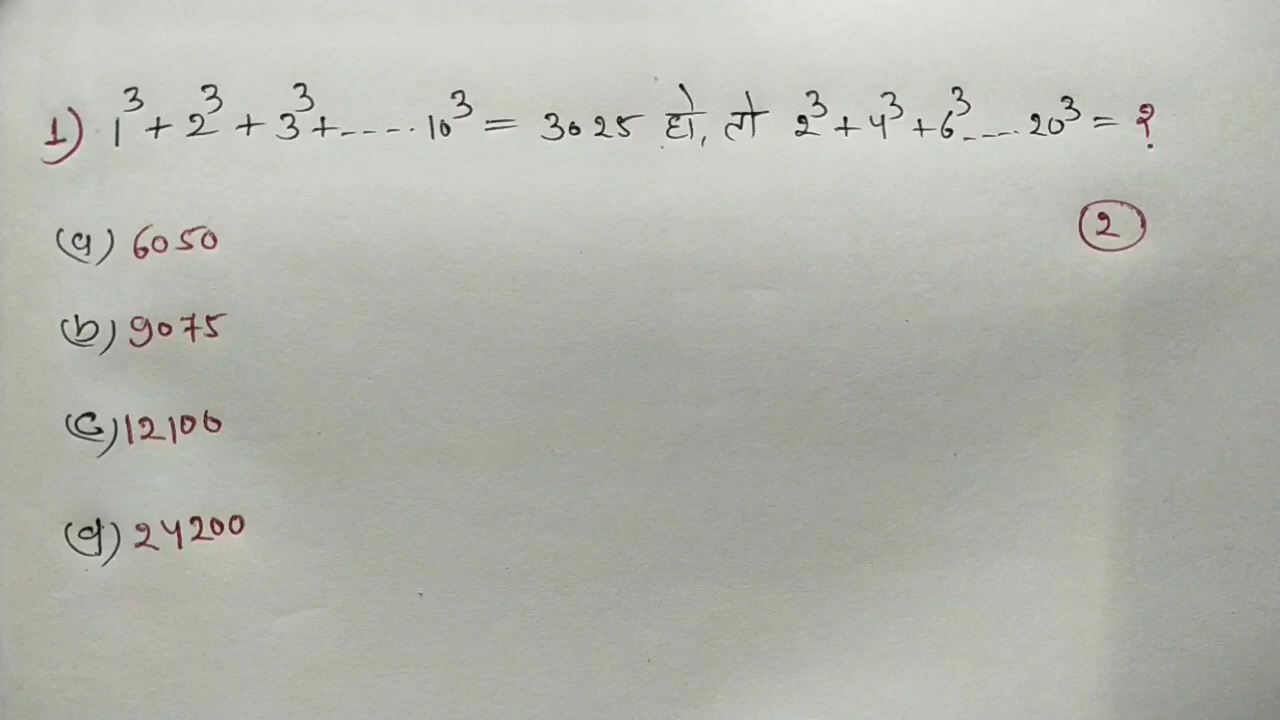 1) 1³ + 2³ + 3³ + ---- 10³ = 3025 हो, तो 2³ + 4³ + 6³ ---- 20³ = ?
2
(a) 6050
(b) 9075
(c) 12100
(d) 24200